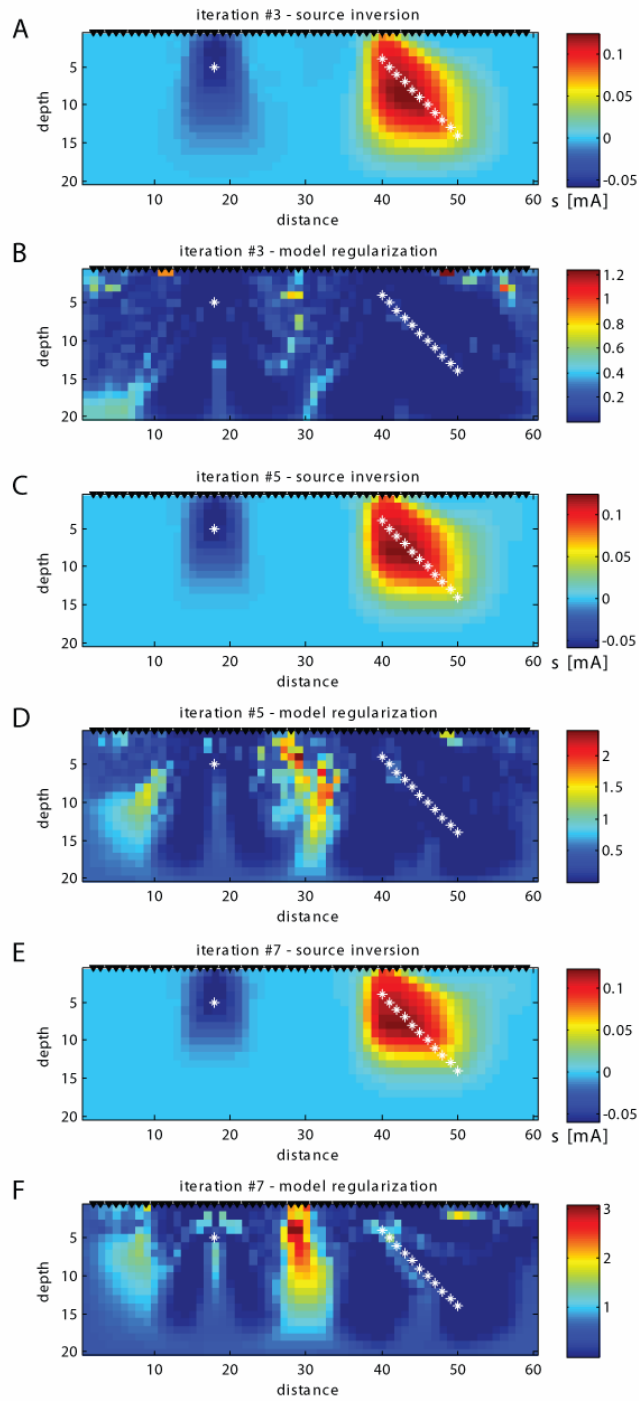 A
iteration #3 - source inversion
depth
5
10
15
20
10 20 30 40 50 60
distance
0.1
0.05
0
-0.05
s [mA]
B
iteration #3 - model regularization
depth
5
10
15
20
10 20 30 40 50 60
distance
1.2
1
0.8
0.6
0.4
0.2
C
iteration #5 - source inversion
depth
5
10
15
20
10 20 30 40 50 60
distance
0.1
0.05
0
-0.05
s [mA]
D
iteration #5 - model regularization
depth
5
10
15
20
10 20 30 40 50 60
distance
2
1.5
1
0.5
E
iteration #7 - source inversion
depth
5
10
15
20
10 20 30 40 50 60
distance
0.1
0.05
0
-0.05
s [mA]
F
iteration #7 - model regularization
depth
5
10
15
20
10 20 30 40 50 60
distance
3
2
1